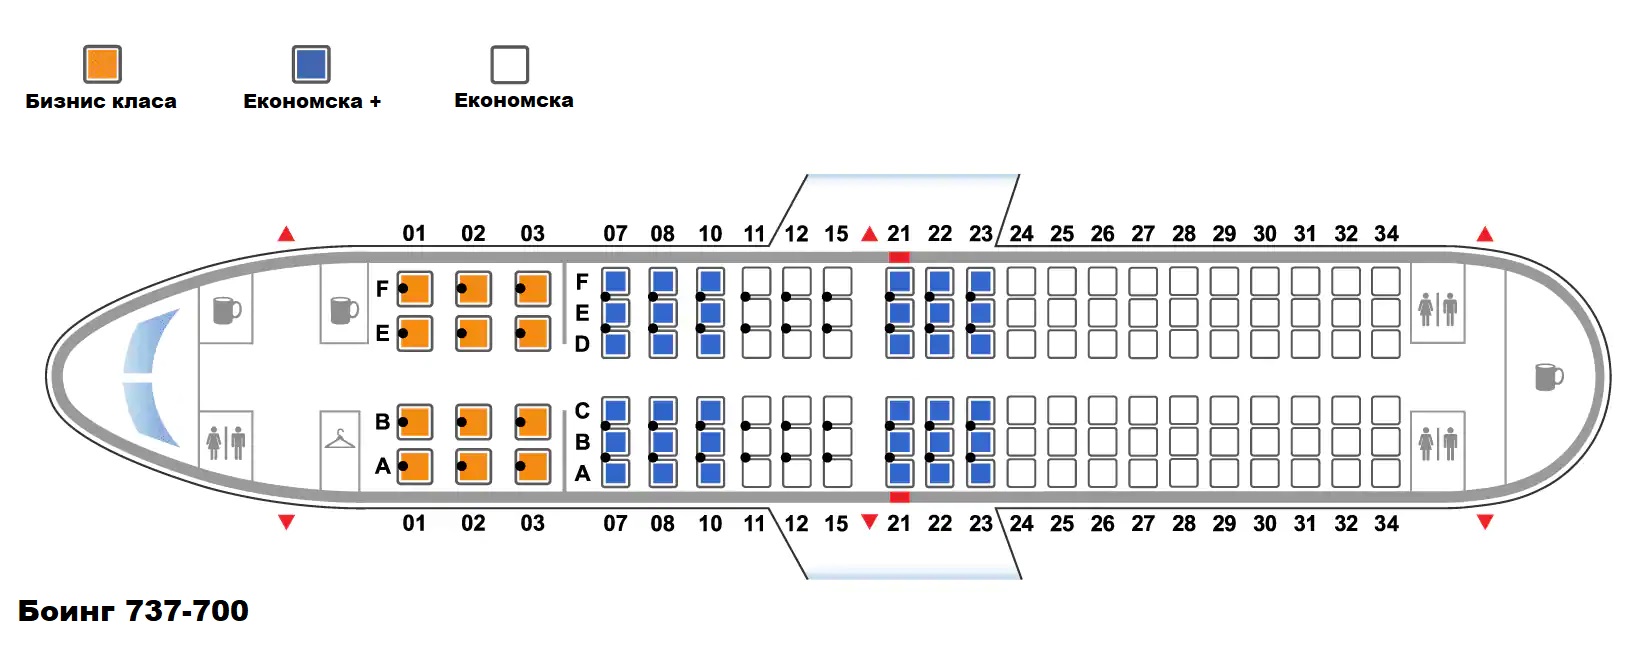 Бизнис класа Економска + Економска
01 02 03 07 08 10 11 12 15 21 22 23 24 25 26 27 28 29 30 31 32 34
F F
E E
D
C
B B
A A
01 02 03 07 08 10 11 12 15 21 22 23 24 25 26 27 28 29 30 31 32 34
Боинг 737-700